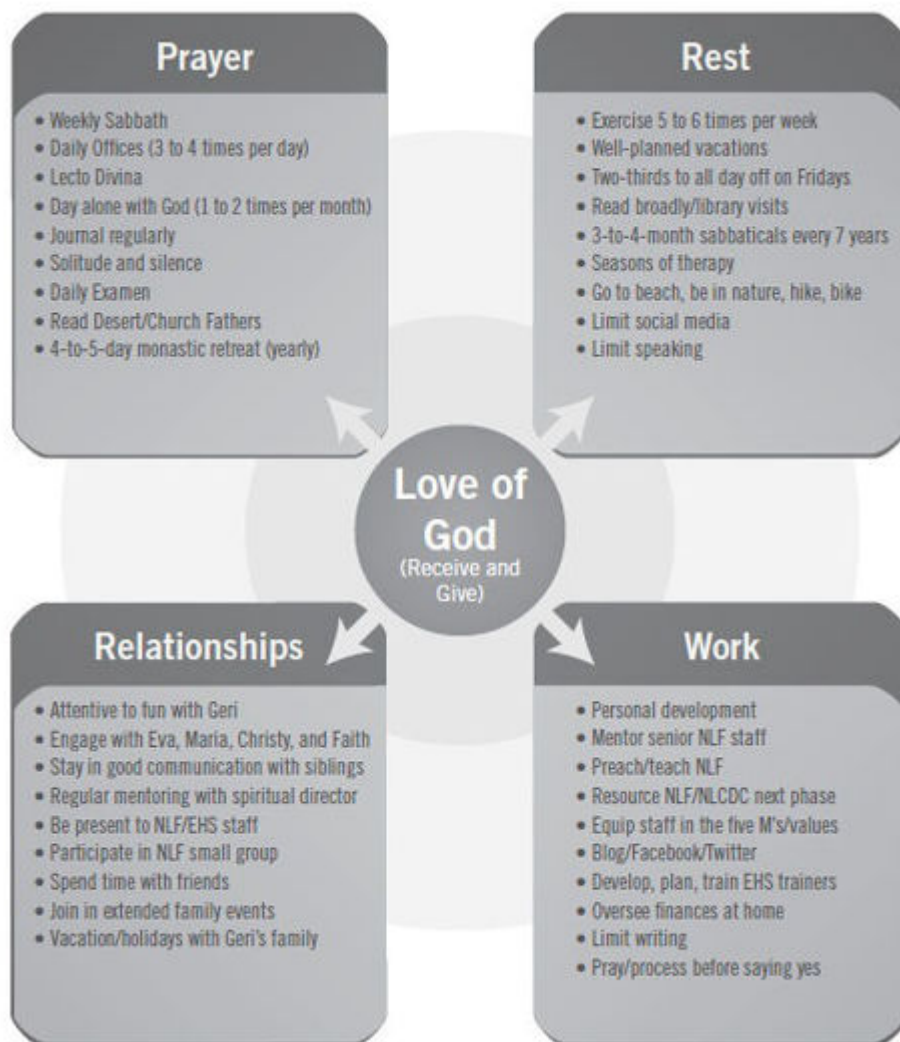 Prayer
• Weekly Sabbath
• Daily Offices (3 to 4 times per day)
• Lecto Divina
• Day alone with God (1 to 2 times per month)
• Journal regularly
• Solitude and silence
• Daily Examen
• Read Desert/Church Fathers
• 4-to-5-day monastic retreat (yearly)
Rest
• Exercise 5 to 6 times per week
• Well-planned vacations
• Two-thirds to all day off on Fridays
• Read broadly/library visits
• 3-to-4-month sabbaticals every 7 years
• Seasons of therapy
• Go to beach, be in nature, hike, bike
• Limit social media
• Limit speaking
Love of
God
(Receive and
Give)
Relationships
• Attentive to fun with Geri
• Engage with Eva, Maria, Christy, and Faith
• Stay in good communication with siblings
• Regular mentoring with spiritual director
• Be present to NLF/EHS staff
• Participate in NLF small group
• Spend time with friends
• Join in extended family events
• Vacation/holidays with Geri's family
Work
• Personal development
• Mentor senior NLF staff
• Preach/teach NLF
• Resource NLF/NLCDC next phase
• Equip staff in the five M's/values
• Blog/Facebook/Twitter
• Develop, plan, train EHS trainers
• Oversee finances at home
• Limit writing
• Pray/process before saying yes